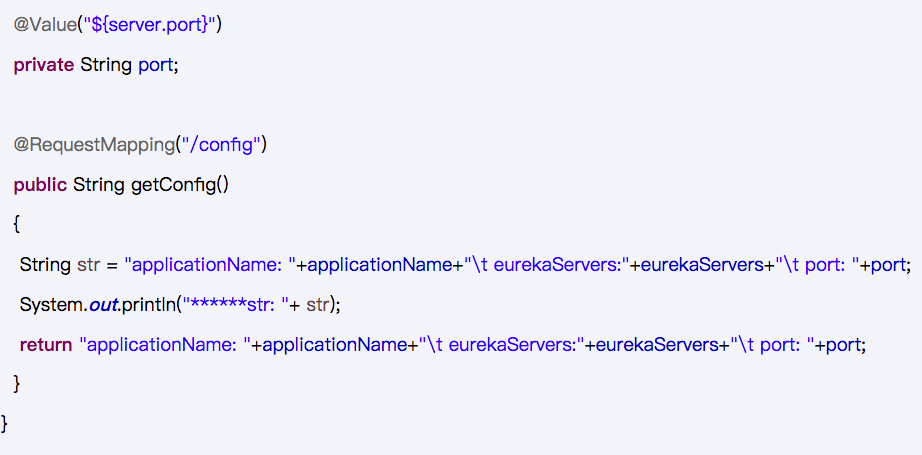 @Value("${server.port}")
private String port;
@RequestMapping("/config")
public String getConfig()
{
String str = "applicationName: "+applicationName+"\t eurekaServers:"+eurekaServers+"\t port: "+port;
System.out.println("******str: "+ str);
return "applicationName: "+applicationName+"\t eurekaServers:"+eurekaServers+"\t port: "+port;
}
}